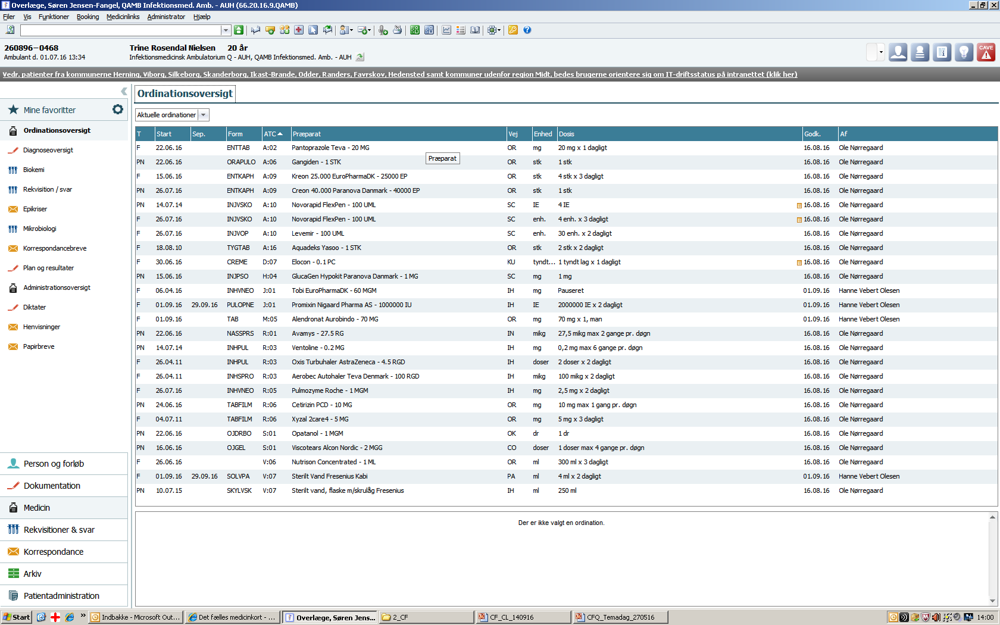 Overlæge, Søren Jensen-Fangel, QAMB Infektionsmed. Amb. - AUH (66.20.16.9.QAMB)
Filer Vis Funktioner Booking Medicinlinks Administrator Hjælp
260896-0468 Trine Rosendal Nielsen 20 år
Ambulant d. 01.07.16 13:34 Infektionsmedicinsk Ambulatorium Q - AUH, QAMB Infektionsmed. Amb. - AUH
CAVE
Vedr. patienter fra kommunerne Herning, Viborg, Silkeborg, Skanderborg, Ikast-Brande, Odder, Randers, Favrskov, Hedensted samt kommuner udenfor region Midt, bedes brugerne orientere sig om IT-driftsstatus på intranettet (klik her)
Mine favoritter
Ordinationsoversigt
Diagnoseoversigt
Biokemi
Rekvisition / svar
Epikriser
Mikrobiologi
Korrespondancebreve
Plan og resultater
Administrationsoversigt
Diktater
Henvisninger
Papirbreve
Person og forløb
Dokumentation
Medicin
Rekvisitioner & svar
Korrespondance
Arkiv
Patientadministration
Ordinationsoversigt
Aktuelle ordinationer
T Start Sep. Form ATC Præparat Vej Enhed Dosis Godk. Af
F 22.06.16 ENTTAB A:02 Pantoprazole Teva - 20 MG OR mg 20 mg x 1 dagligt 16.08.16 Ole Nørregaard
Præparat
PN 22.06.16 ORAPULO A:06 Gangiden - 1 STK OR stk 1 stk 16.08.16 Ole Nørregaard
F 15.06.16 ENTKAPH A:09 Kreon 25.000 EuroPharmaDK - 25000 EP OR stk 4 stk x 3 dagligt 16.08.16 Ole Nørregaard
PN 26.07.16 ENTKAPH A:09 Creon 40.000 Paranova Danmark - 40000 EP OR stk 1 stk 16.08.16 Ole Nørregaard
PN 14.07.14 INJVSKO A:10 Novorapid FlexPen - 100 UML SC IE 4 IE 16.08.16 Ole Nørregaard
F 26.07.16 INJVSKO A:10 Novorapid FlexPen - 100 UML SC enh. 4 enh. x 3 dagligt 16.08.16 Ole Nørregaard
F 26.07.16 INJVOP A:10 Levemir - 100 UML SC enh. 30 enh. x 2 dagligt 16.08.16 Ole Nørregaard
F 18.08.10 TYGTAB A:16 Aquadeks Yasoo - 1 STK OR stk 2 stk x 2 dagligt 16.08.16 Ole Nørregaard
F 30.06.16 CREME D:07 Elocon - 0.1 PC KU tyndt... 1 tyndt lag x 1 dagligt 16.08.16 Ole Nørregaard
PN 15.06.16 INJPSO H:04 GlucaGen Hypokit Paranova Danmark - 1 MG SC mg 1 mg 16.08.16 Ole Nørregaard
F 06.04.16 INHVNEO J:01 Tobi EuroPharmaDK - 60 MGM IH mg Pauseret 01.09.16 Hanne Vebert Olesen
F 01.09.16 29.09.16 PULOPNE J:01 Promixin Nigaard Pharma AS - 1000000 IU IH IE 2000000 IE x 2 dagligt 01.09.16 Hanne Vebert Olesen
F 01.09.16 TAB M:05 Alendronat Aurobindo - 70 MG OR mg 70 mg x 1, man 01.09.16 Hanne Vebert Olesen
PN 22.06.16 NASSPRS R:01 Avamys - 27.5 RG IN mikg 27,5 mikg max 2 gange pr. døgn 16.08.16 Ole Nørregaard
PN 14.07.14 INHPUL R:03 Ventoline - 0.2 MG IH mg 0,2 mg max 6 gange pr. døgn 16.08.16 Ole Nørregaard
F 26.04.11 INHPUL R:03 Oxis Turbuhaler AstraZeneca - 4.5 RGD IH doser 2 doser x 2 dagligt 16.08.16 Ole Nørregaard
F 26.04.11 INHSPRO R:03 Aerobec Autohaler Teva Denmark - 100 RGD IH mikg 100 mikg x 2 dagligt 16.08.16 Ole Nørregaard
F 26.07.16 INHVNEO R:05 Pulmozyme Roche - 1 MGM IH mg 2,5 mg x 2 dagligt 16.08.16 Ole Nørregaard
PN 24.06.16 TABFILM R:06 Cetirizin PCD - 10 MG OR mg 10 mg max 1 gang pr. døgn 16.08.16 Ole Nørregaard
F 04.07.11 TABFILM R:06 Xyzal 2care4 - 5 MG OR mg 5 mg x 3 dagligt 16.08.16 Ole Nørregaard
PN 22.06.16 OJDRBO S:01 Opatanol - 1 MGM OK dr 1 dr 16.08.16 Ole Nørregaard
PN 16.06.16 OJGEL S:01 Viscotears Alcon Nordic - 2 MGG CO doser 1 doser max 4 gange pr. døgn 16.08.16 Ole Nørregaard
F 26.06.16 V:06 Nutrison Concentrated - 1 ML OR ml 300 ml x 3 dagligt 16.08.16 Ole Nørregaard
F 01.09.16 29.09.16 SOLVPA V:07 Sterilt Vand Fresenius Kabi PA ml 4 ml x 2 dagligt 01.09.16 Hanne Vebert Olesen
PN 10.07.15 SKYLVSK V:07 Sterilt vand, flaske m/skrulåg Fresenius IH ml 250 ml 16.08.16 Ole Nørregaard
Der er ikke valgt en ordination.
Start Indbakke - Microsoft Out... Det fælles medicinkort - ... Overlæge, Søren Jens... 2_CF CF_CL_140916 CFQ_Temadag_270516 14:00